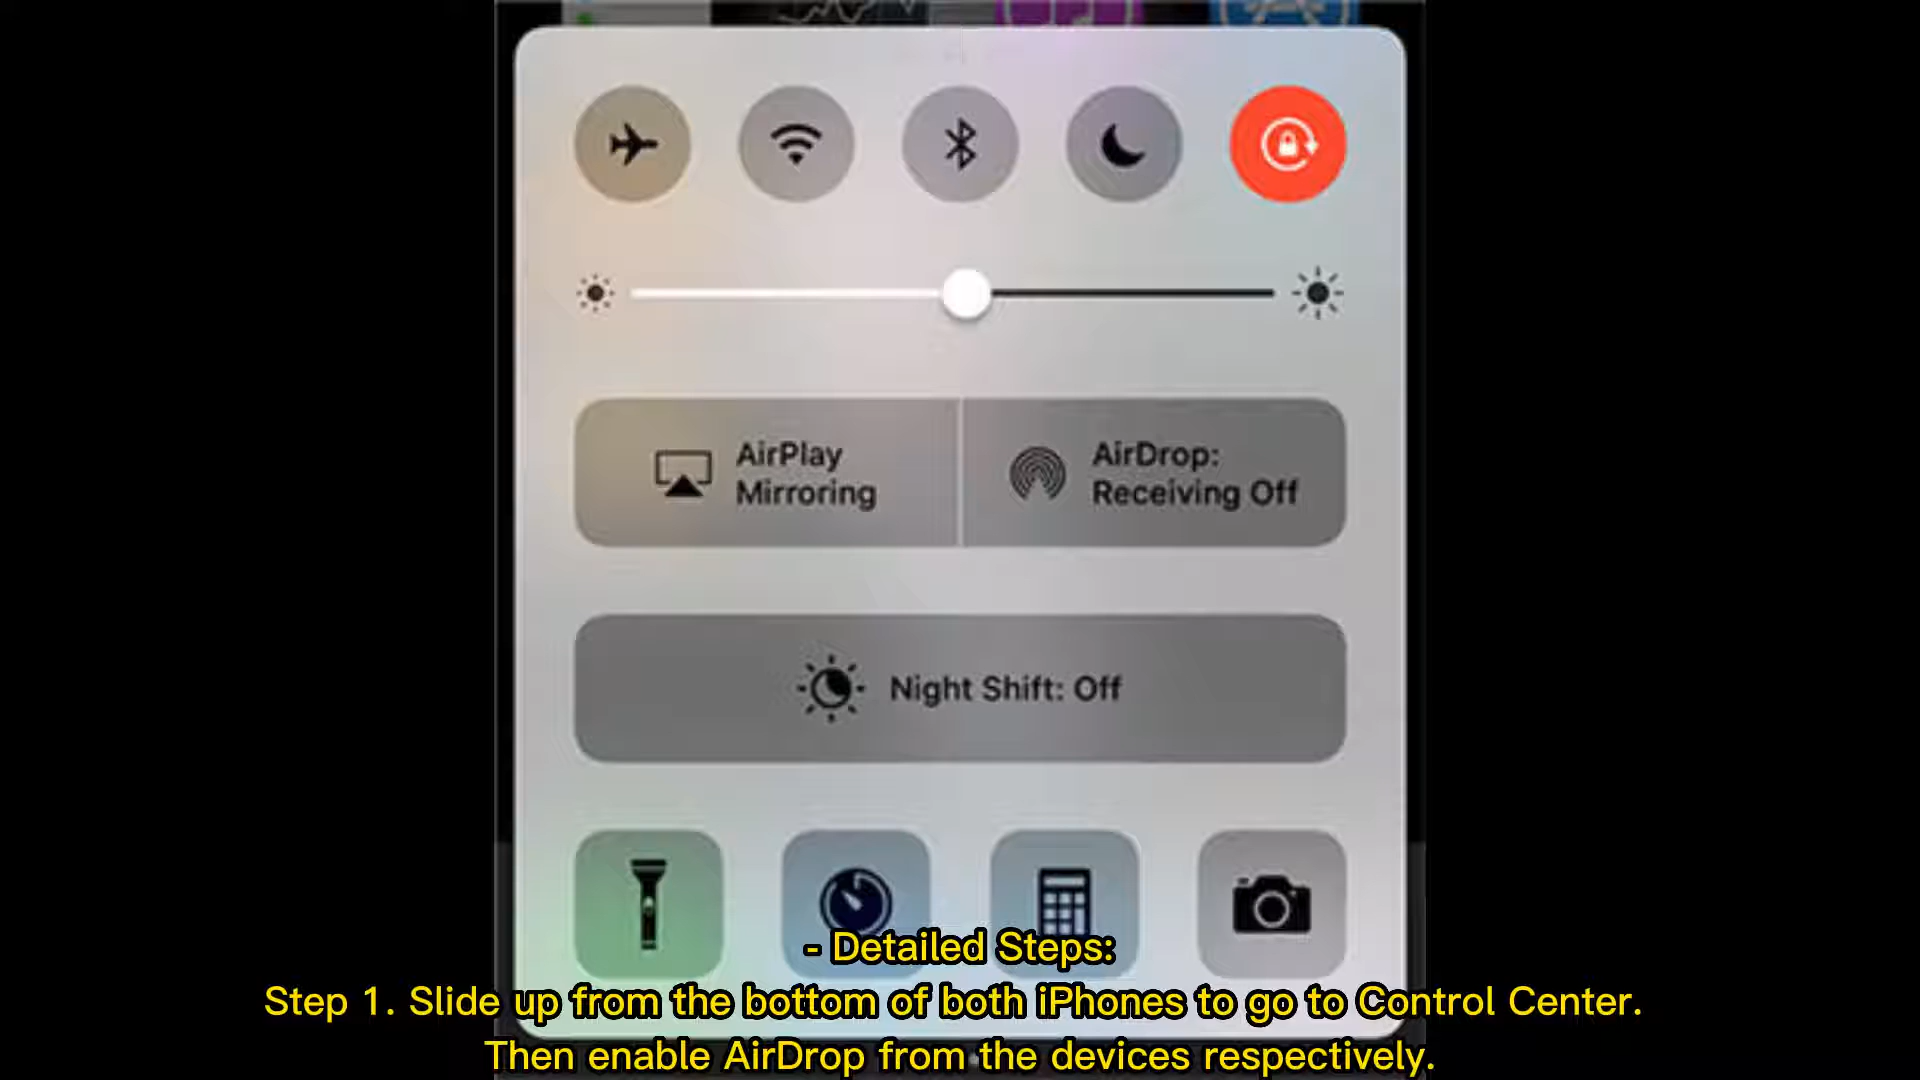 AirPlay
Mirroring
AirDrop:
Receiving Off
Night Shift: Off
- Detailed Steps:
Step 1. Slide up from the bottom of both iPhones to go to Control Center.
Then enable AirDrop from the devices respectively.